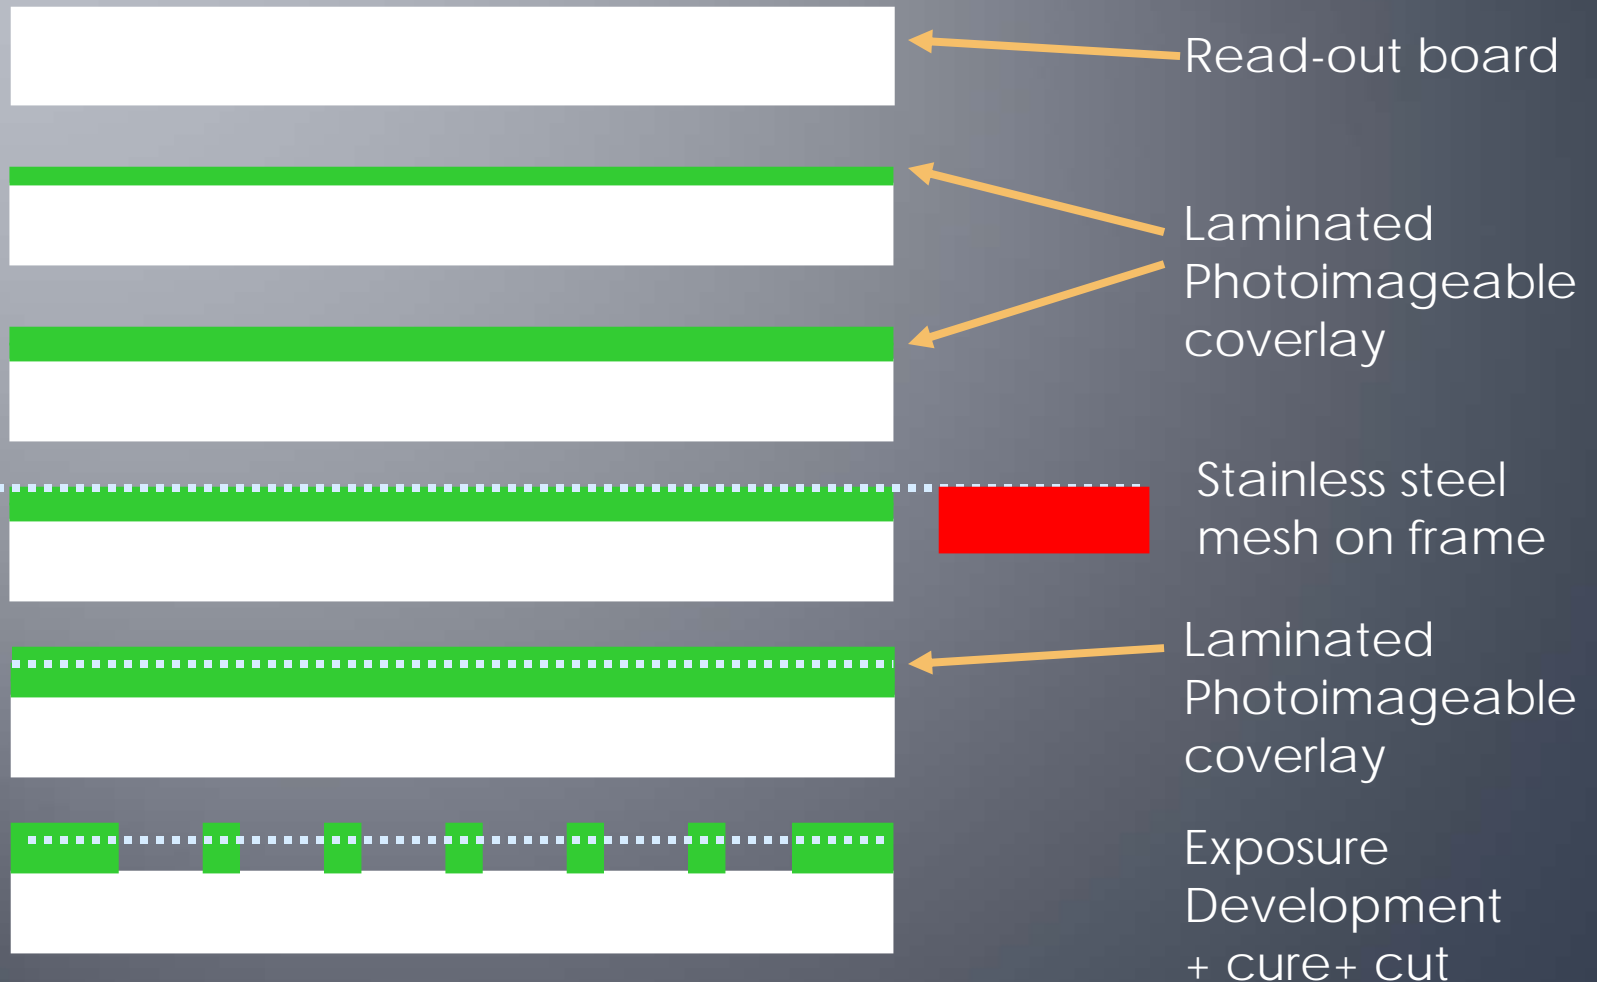 Read-out board
Laminated
Photoimageable
coverlay
Stainless steel
mesh on frame
Laminated
Photoimageable
coverlay
Exposure
Development
+ cure+ cut